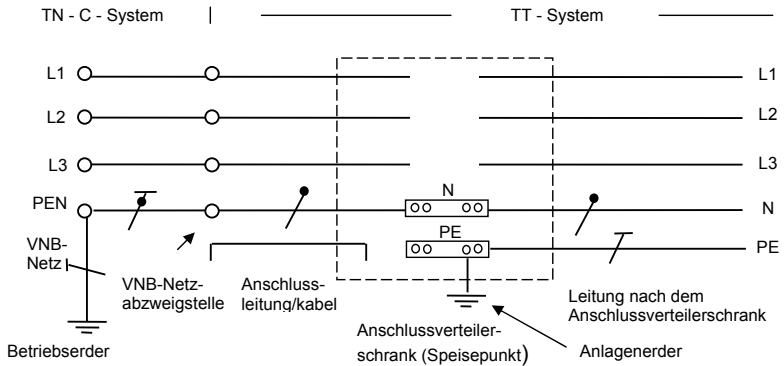 TN - C - System | TT - System
L1 L1
L2 L2
L3 L3
PEN N N
PE PE
VNB-
Netz
VNB-Netz-
abzweigstelle
Anschluss-
leitung/kabel
Leitung nach dem
Anschlussverteilerschrank
Betriebserder
Anschlussverteiler-
schrank (Speisepunkt)
Anlagenerder